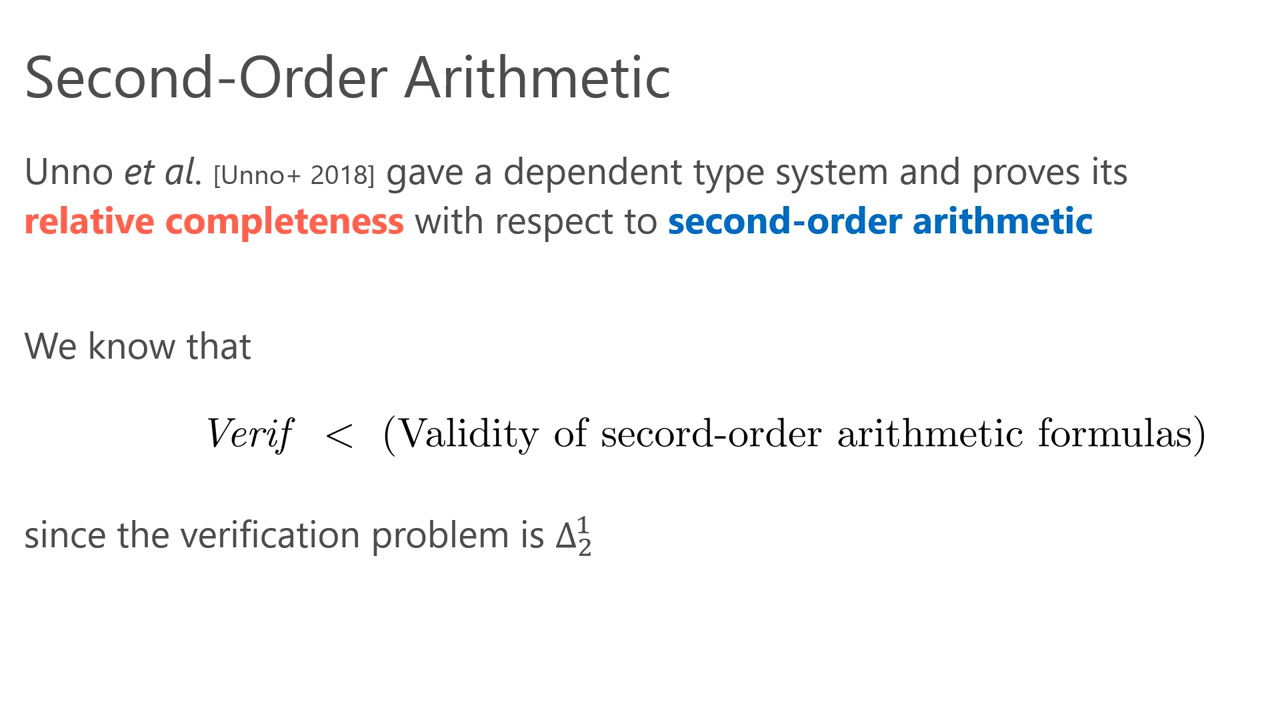 Second-Order Arithmetic
Unno et al. [Unno+ 2018] gave a dependent type system and proves its
relative completeness with respect to second-order arithmetic
We know that
Verif < (Validity of secord-order arithmetic formulas)
since the verification problem is Δ¹₂